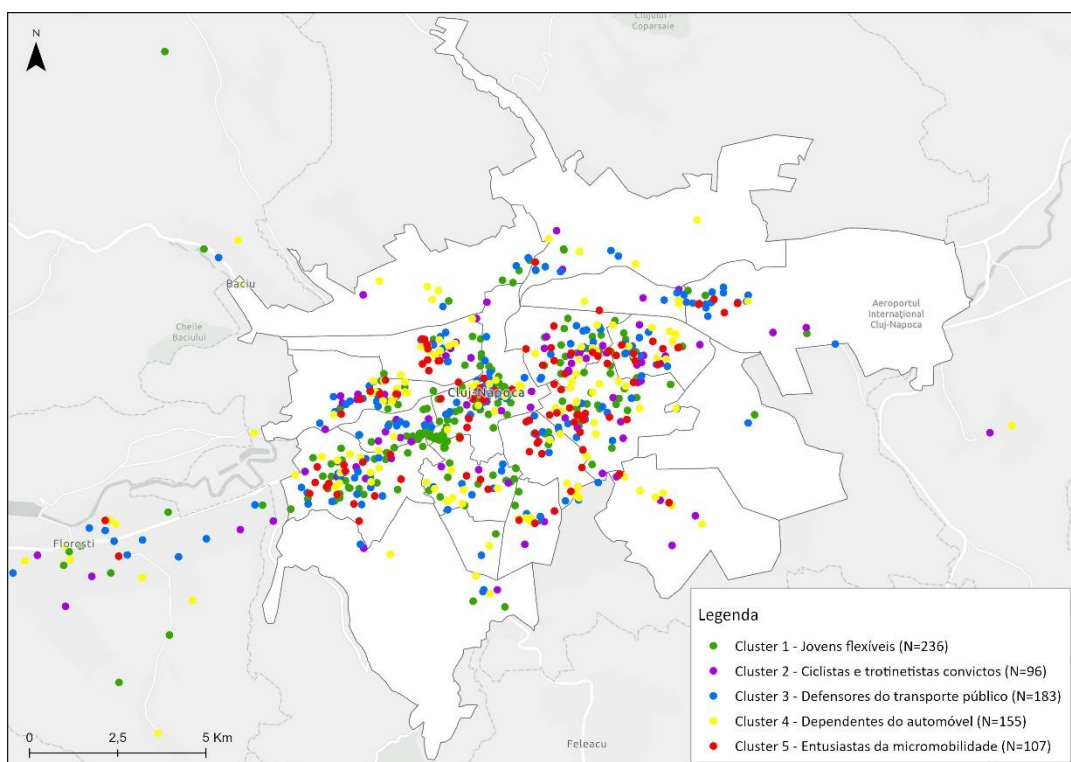 Clujului -
Coparsaie
N
Baciu
Cheile
Baciului
Aeroportul
Internațional
Cluj-Napoca
Cluj-Napoca
Florești
Legenda
Cluster 1 - Jovens flexíveis (N=236)
Cluster 2 - Ciclistas e trotinetistas convictos (N=96)
Cluster 3 - Defensores do transporte público (N=183)
Cluster 4 - Dependentes do automóvel (N=155)
Cluster 5 - Entusiastas da micromobilidade (N=107)
0 2,5 5 Km
Feleacu